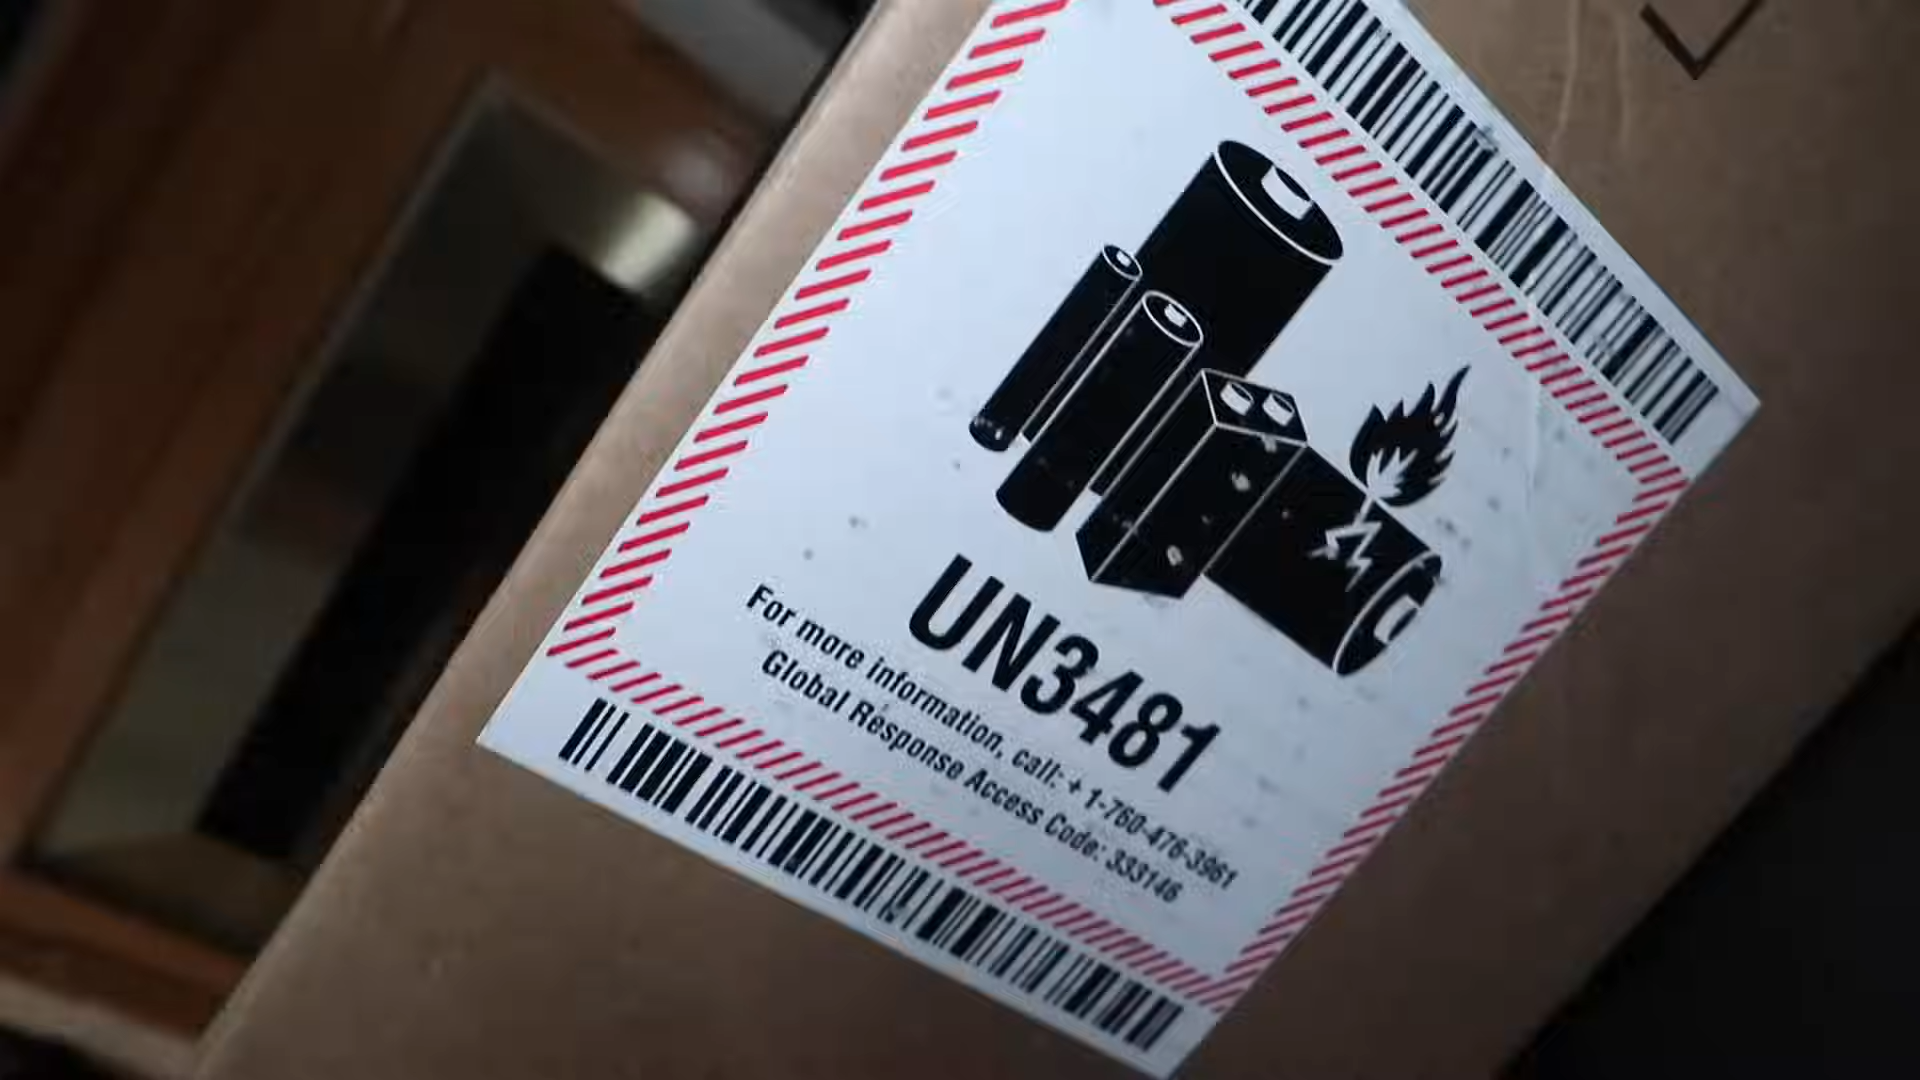 UN3481
For more information, call: + 1-760-476-3961
Global Response Access Code: 333146